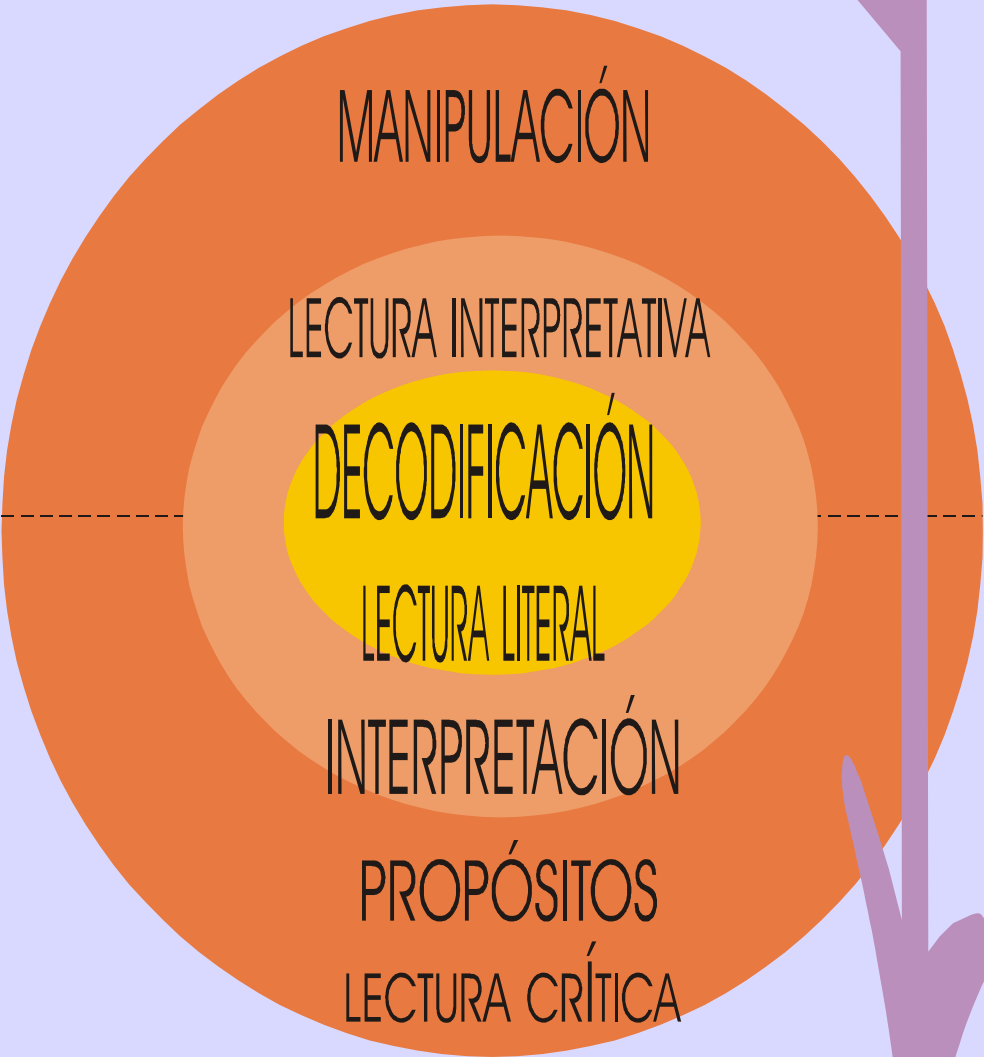 MANIPULACIÓN
LECTURA INTERPRETATIVA
DECODIFICACIÓN
LECTURA LITERAL
INTERPRETACIÓN
PROPÓSITOS
LECTURA CRÍTICA